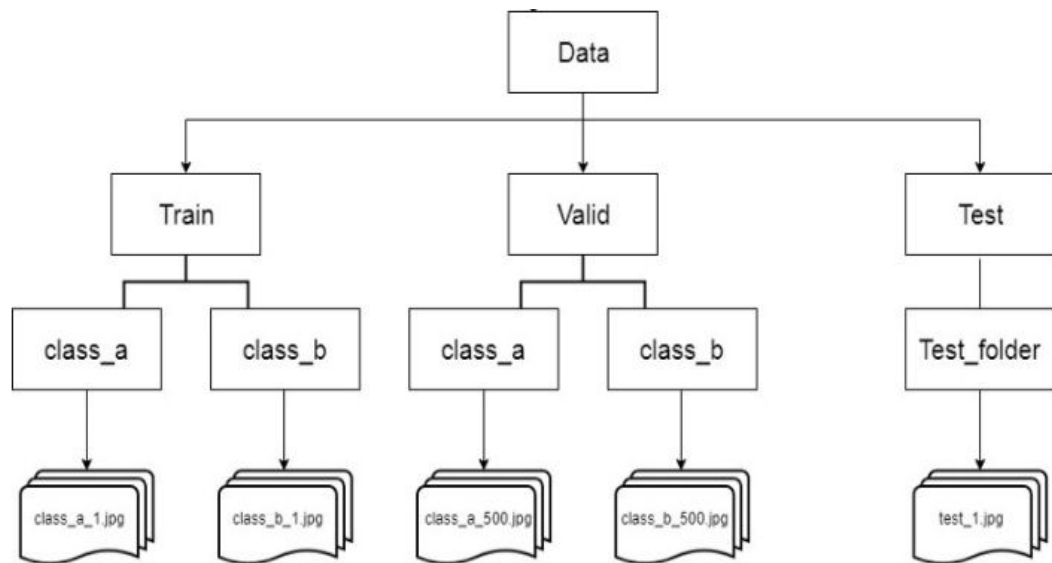 Data
Train
Valid
Test
class_a
class_b
class_a
class_b
Test_folder
class_a_1.jpg
class_b_1.jpg
class_a_500.jpg
class_b_500.jpg
test_1.jpg